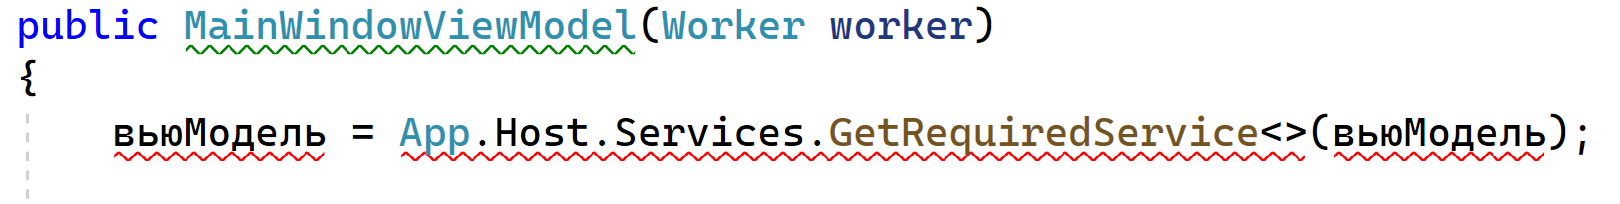 public MainWindowViewModel(Worker worker)
{
вьюМодель = App.Host.Services.GetRequiredService<>(вьюМодель);